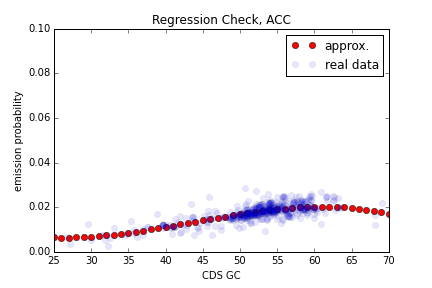 Regression Check, ACC
0.10
approx.
real data
0.08
0.06
0.04
0.02
0.00
emission probability
25 30 35 40 45 50 55 60 65 70
CDS GC